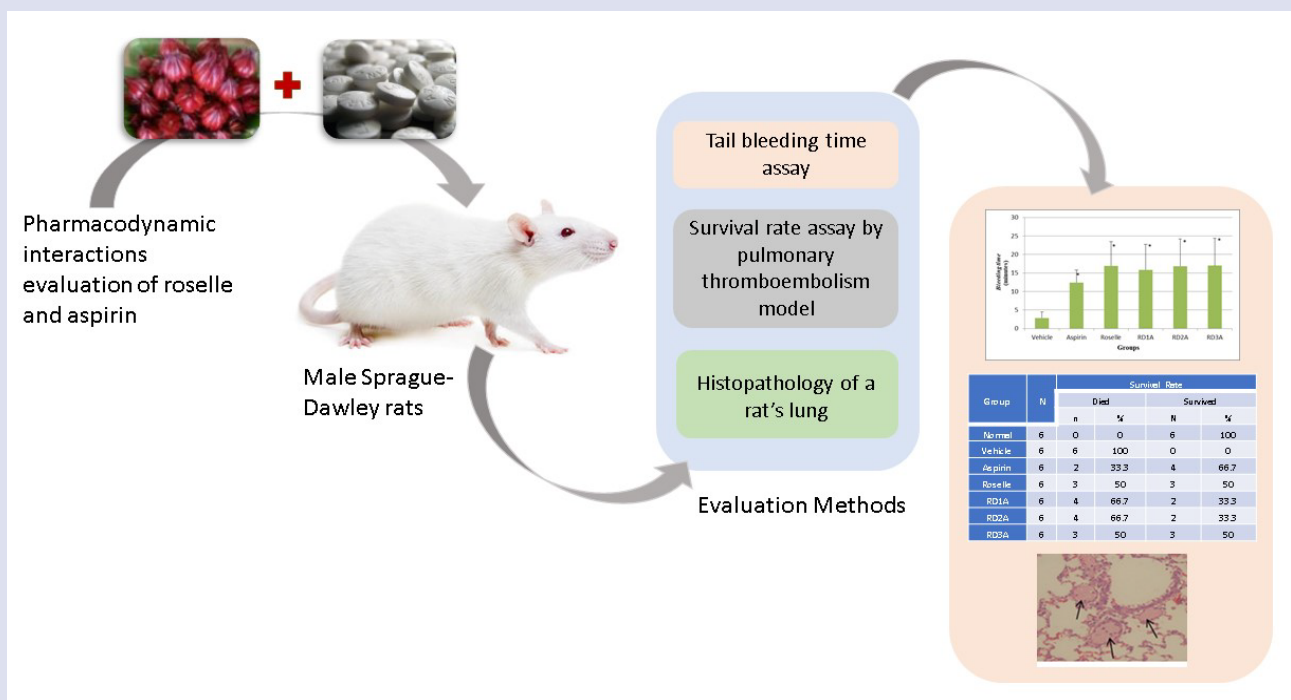 Pharmacodynamic
interactions
evaluation of roselle
and aspirin
Male Sprague-
Dawley rats
Tail bleeding time
assay
Survival rate assay by
pulmonary
thromboembolism
model
Histopathology of a
rat's lung
Evaluation Methods
Bleeding time
(minutes)
30
25
20
15
10
5
0
* * * * *
Vehicle Aspirin Roselle RD1A RD2A RD3A
Groups
Group N Survival Rate
Died Survived
n % N %
Normal 6 0 0 6 100
Vehicle 6 6 100 0 0
Aspirin 6 2 33.3 4 66.7
Roselle 6 3 50 3 50
RD1A 6 4 66.7 2 33.3
RD2A 6 4 66.7 2 33.3
RD3A 6 3 50 3 50